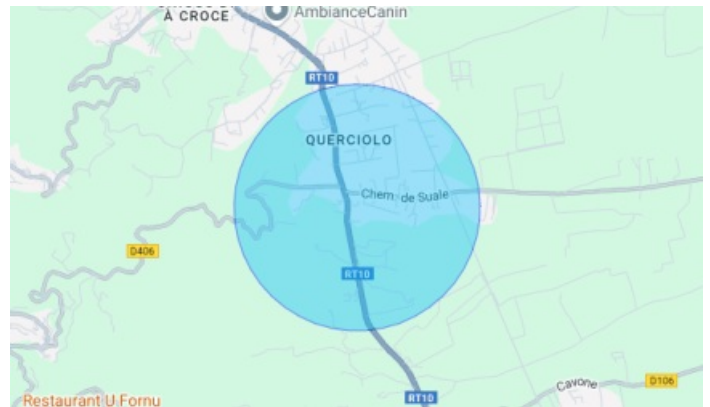 À CROCE
AmbianceCanin
RT10
QUERCIOLO
Chem. de Suale
D406
RT10
Cavone
D106
RT10
Restaurant U Fornu